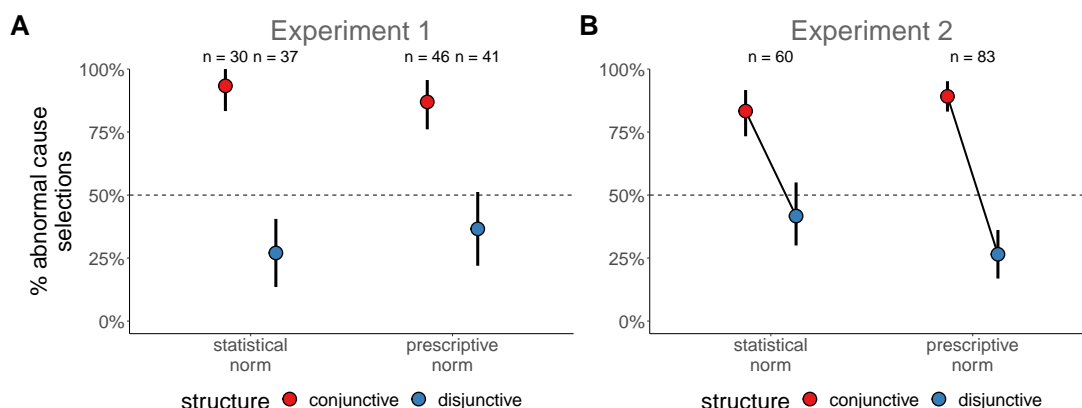 A
Experiment 1
n = 30 n = 37
n = 46 n = 41
% abnormal cause
selections
100%
75%
50%
25%
0%
statistical
norm
prescriptive
norm
structure conjunctive disjunctive
B
Experiment 2
n = 60
n = 83
100%
75%
50%
25%
0%
statistical
norm
prescriptive
norm
structure conjunctive disjunctive